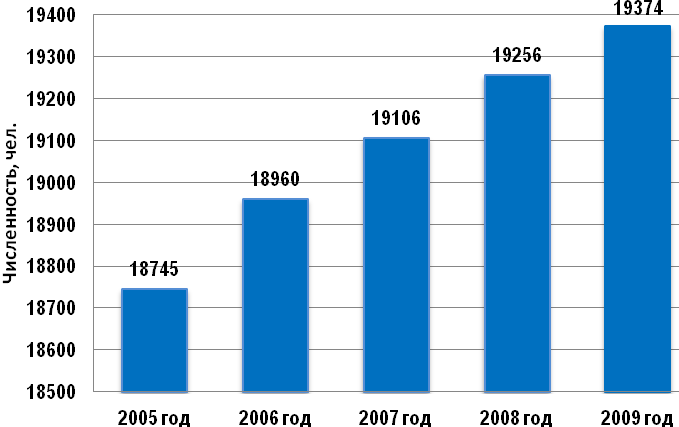 Численность, чел.
19400
19300
19200
19100
19000
18900
18800
18700
18600
18500
18745
18960
19106
19256
19374
2005 год
2006 год
2007 год
2008 год
2009 год